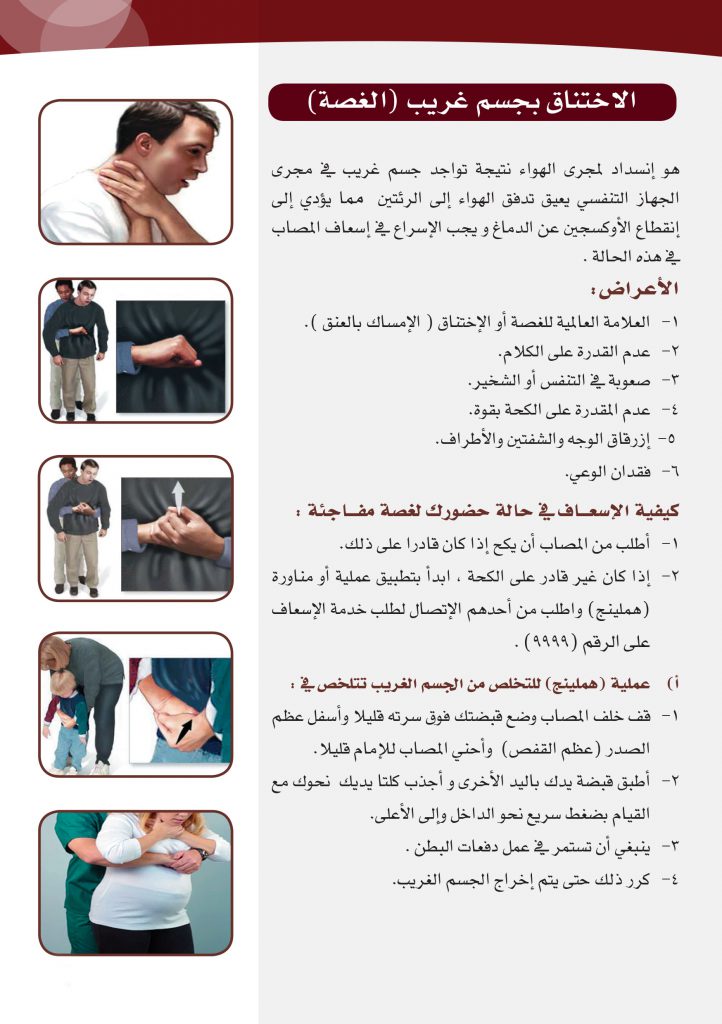 الاختناق بجسم غريب (الغصة)
هو إنسداد لمجرى الهواء نتيجة تواجد جسم غريب في مجرى
الجهاز التنفسي يعيق تدفق الهواء إلى الرئتين مما يؤدي إلى
إنقطاع الأوكسجين عن الدماغ و يجب الإسراع في إسعاف المصاب
في هذه الحالة .
الأعراض :
١- العلامة العالمية للغصة أو الإختناق ( الإمساك بالعنق ).
٢- عدم القدرة على الكلام.
٣- صعوبة في التنفس أو الشخير.
٤- عدم المقدرة على الكحة بقوة.
٥- إزرقاق الوجه والشفتين والأطراف.
٦- فقدان الوعي.
كيفية الإسعـاف في حالة حضورك لغصة مفـاجئة :
١- أطلب من المصاب أن يكح إذا كان قادرا على ذلك.
٢- إذا كان غير قادر على الكحة ، ابدأ بتطبيق عملية أو مناورة
(هملينج) واطلب من أحدهم الإتصال لطلب خدمة الإسعاف
على الرقم (٩٩٩٩) .
أ) عملية (هملينج) للتخلص من الجسم الغريب تتلخص في :
١- قف خلف المصاب وضع قبضتك فوق سرته قليلا وأسفل عظم
الصدر (عظم القفص) وأحني المصاب للإمام قليلا.
٢- أطبق قبضة يدك باليد الأخرى و أجذب كلتا يديك نحوك مع
القيام بضغط سريع نحو الداخل وإلى الأعلى.
٣- ينبغي أن تستمر في عمل دفعات البطن .
٤- كرر ذلك حتى يتم إخراج الجسم الغريب.